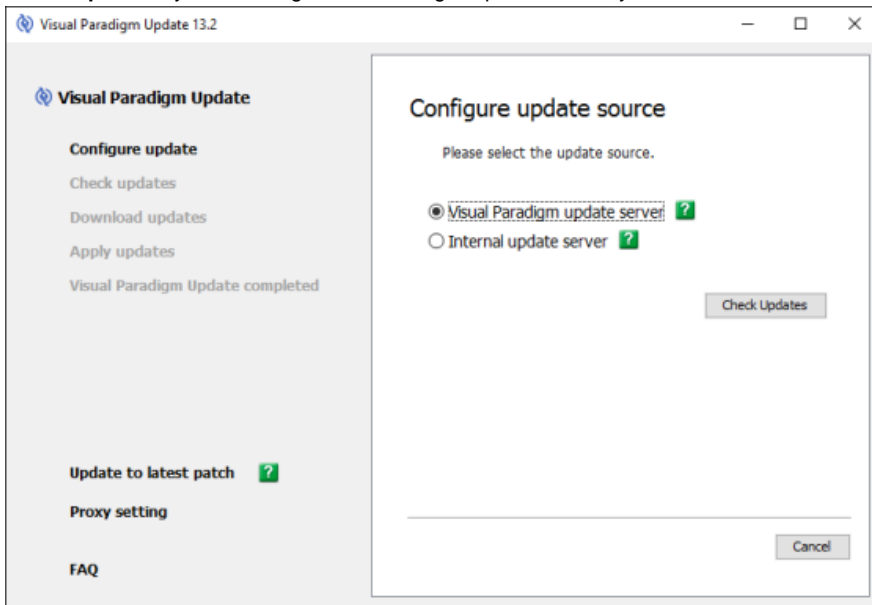 Visual Paradigm Update 13.2
Visual Paradigm Update
Configure update
Check updates
Download updates
Apply updates
Visual Paradigm Update completed
Update to latest patch ?
Proxy setting
FAQ
Configure update source
Please select the update source.
Visual Paradigm update server ?
Internal update server ?
Check Updates
Cancel